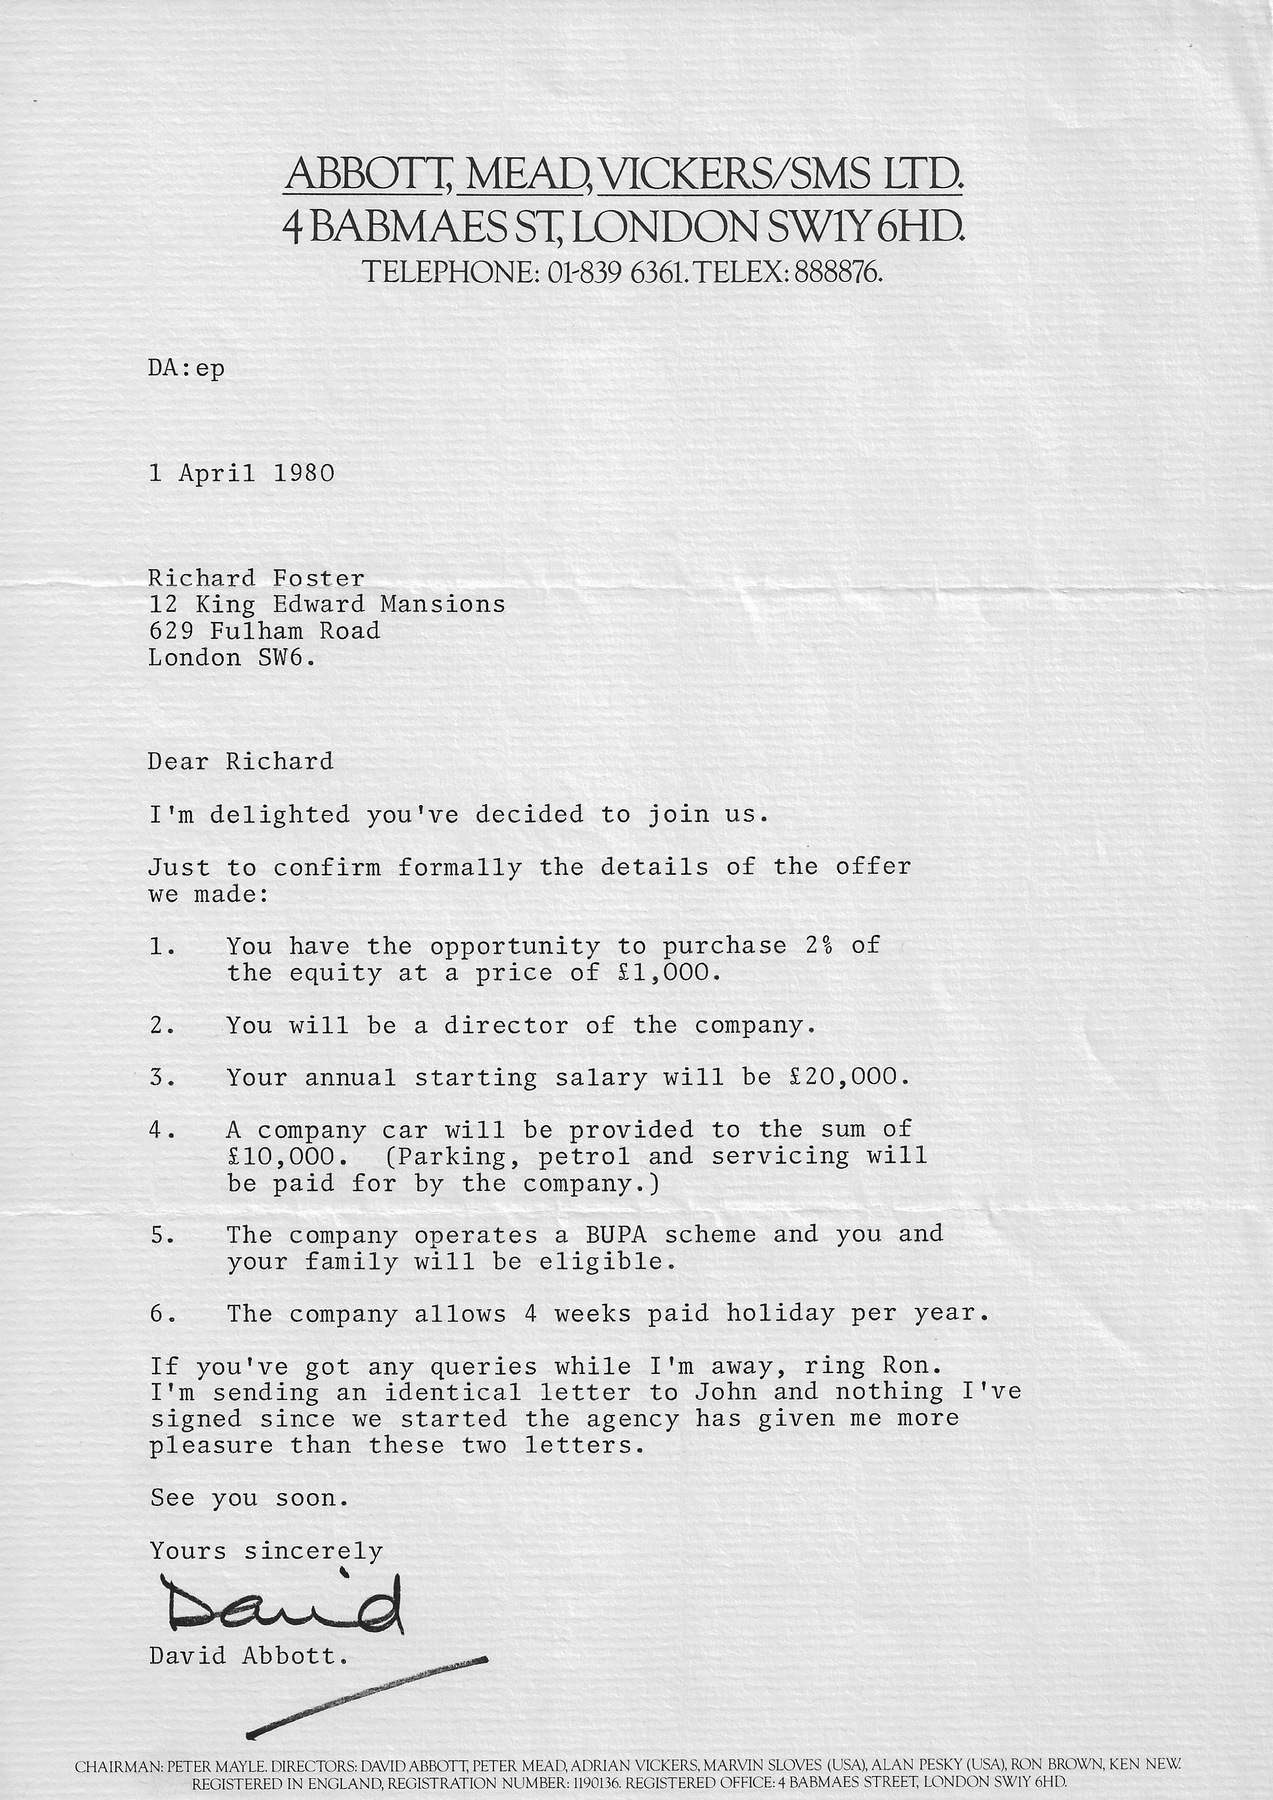 ABBOTT, MEAD, VICKERS/SMS LTD.
4 BABMAES ST, LONDON SW1Y 6HD.
TELEPHONE: 01-839 6361. TELEX: 888876.
DA:ep
1 April 1980
Richard Foster
12 King Edward Mansions
629 Fulham Road
London SW6.
Dear Richard
I'm delighted you've decided to join us.
Just to confirm formally the details of the offer
we made:
1. You have the opportunity to purchase 2% of
the equity at a price of £1,000.
2. You will be a director of the company.
3. Your annual starting salary will be £20,000.
4. A company car will be provided to the sum of
£10,000. (Parking, petrol and servicing will
be paid for by the company.)
5. The company operates a BUPA scheme and you and
your family will be eligible.
6. The company allows 4 weeks paid holiday per year.
If you've got any queries while I'm away, ring Ron.
I'm sending an identical letter to John and nothing I've
signed since we started the agency has given me more
pleasure than these two letters.
See you soon.
Yours sincerely
David
David Abbott.
CHAIRMAN: PETER MAYLE. DIRECTORS: DAVID ABBOTT, PETER MEAD, ADRIAN VICKERS, MARVIN SLOVES (USA), ALAN PESKY (USA), RON BROWN, KEN NEW.
REGISTERED IN ENGLAND, REGISTRATION NUMBER: 1190136. REGISTERED OFFICE: 4 BABMAES STREET, LONDON SW1Y 6HD.